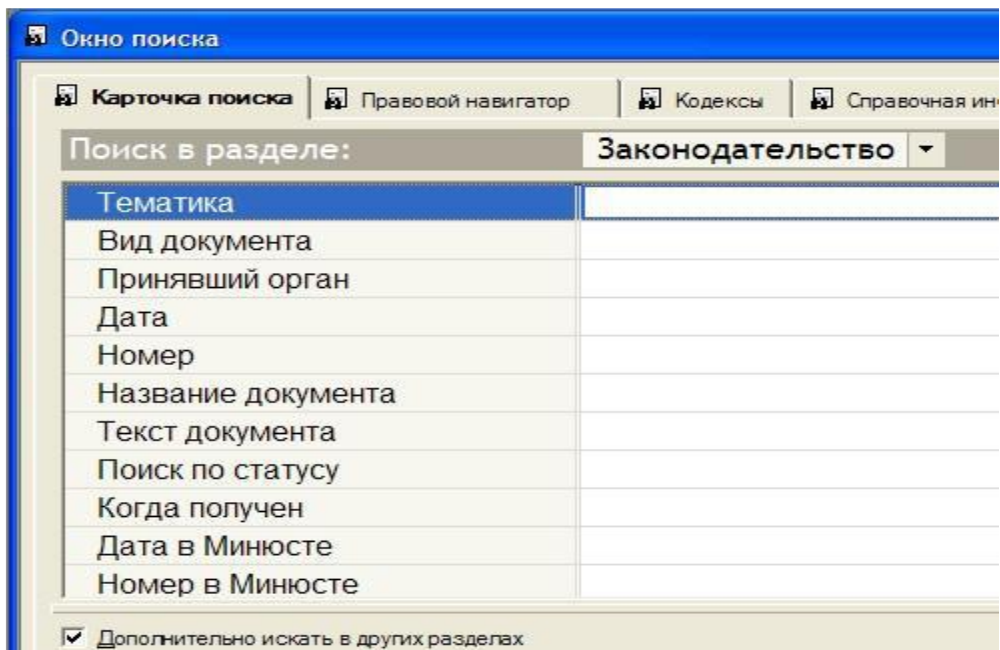 Окно поиска
Карточка поиска Правовой навигатор Кодексы Справочная
Поиск в разделе: Законодательство
Тематика
Вид документа
Принявший орган
Дата
Номер
Название документа
Текст документа
Поиск по статусу
Когда получен
Дата в Минюсте
Номер в Минюсте
Дополнительно искать в других разделах